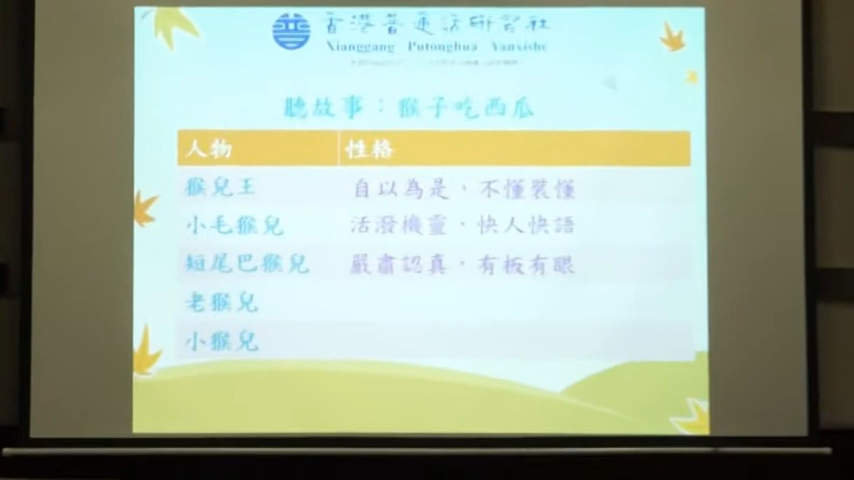 香港普通話研習社
Xianggang Putonghua Yanxishe
聽故事：猴子吃西瓜
人物 性格
猴兒王 自以為是，不懂裝懂
小毛猴兒 活潑機靈，快人快語
短尾巴猴兒 嚴肅認真，有板有眼
老猴兒
小猴兒